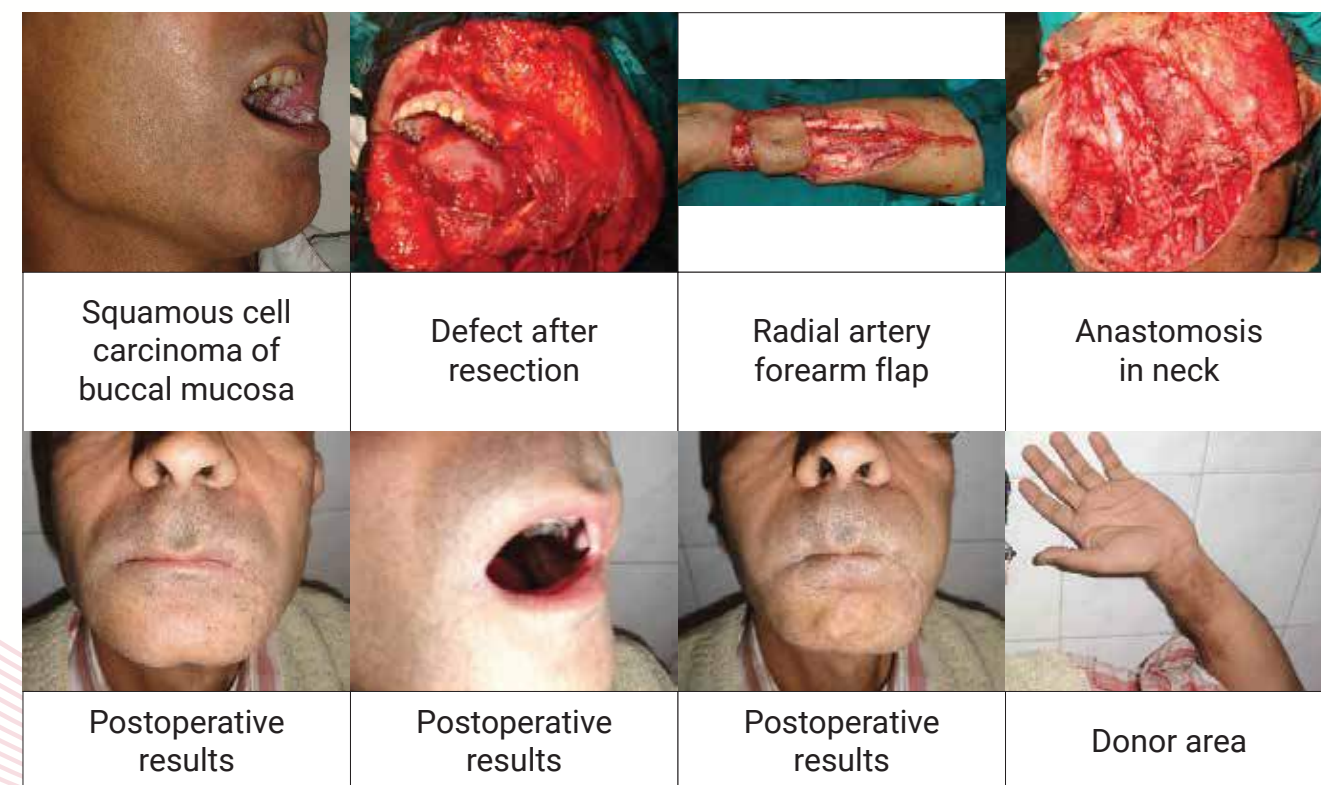 Squamous cell
carcinoma of
buccal mucosa
Defect after
resection
Radial artery
forearm flap
Anastomosis
in neck
Postoperative
results
Postoperative
results
Postoperative
results
Donor area